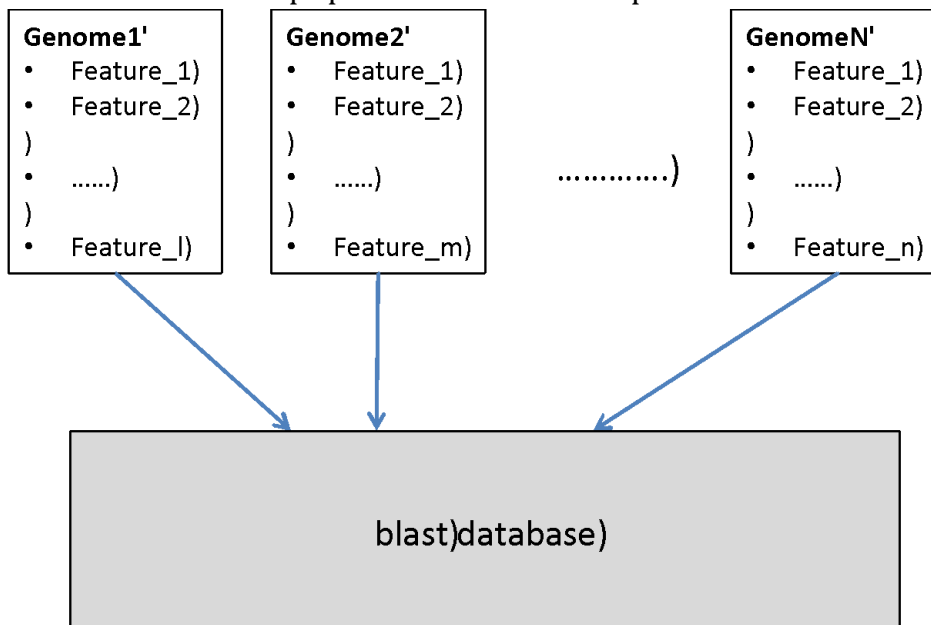 Genome1'
• Feature_1)
• Feature_2)
)
• ......)
)
• Feature_l)
Genome2'
• Feature_1)
• Feature_2)
)
• ......)
)
• Feature_m)
.............)
GenomeN'
• Feature_1)
• Feature_2)
)
• ......)
)
• Feature_n)
blast)database)